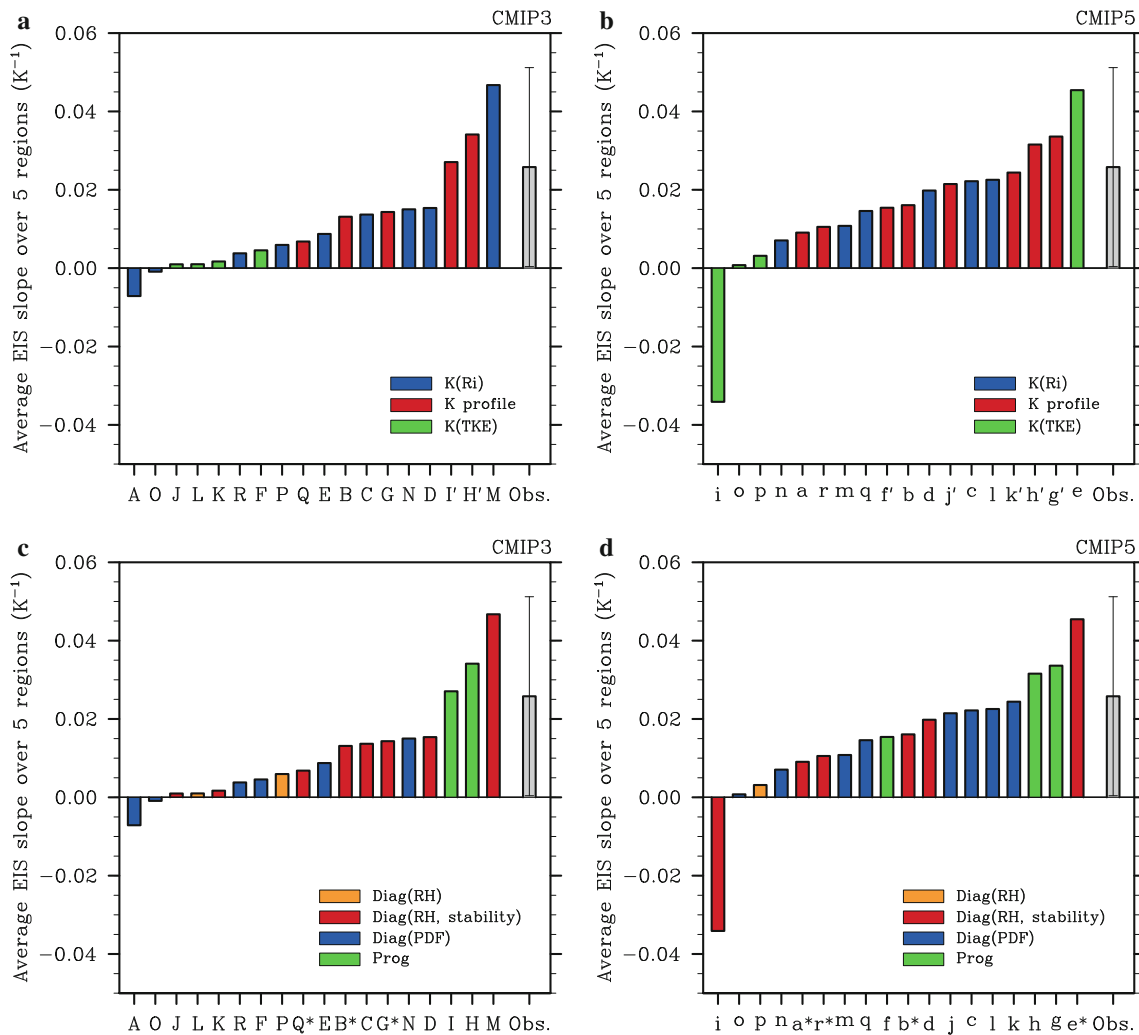 a CMIP3
Average EIS slope over 5 regions (K⁻¹)
0.06
0.04
0.02
0.00
−0.02
−0.04
K(Ri)
K profile
K(TKE)
A O J L K R F P Q E B C G N D I' H' M Obs.
b CMIP5
Average EIS slope over 5 regions (K⁻¹)
0.06
0.04
0.02
0.00
−0.02
−0.04
K(Ri)
K profile
K(TKE)
i o p n a r m q f' b d j' c l k' h' g' e Obs.
c CMIP3
Average EIS slope over 5 regions (K⁻¹)
0.06
0.04
0.02
0.00
−0.02
−0.04
Diag(RH)
Diag(RH, stability)
Diag(PDF)
Prog
A O J L K R F P Q* E B* C G* N D I H M Obs.
d CMIP5
Average EIS slope over 5 regions (K⁻¹)
0.06
0.04
0.02
0.00
−0.02
−0.04
Diag(RH)
Diag(RH, stability)
Diag(PDF)
Prog
i o p n a* r* m q f b* d j c l k h g e* Obs.